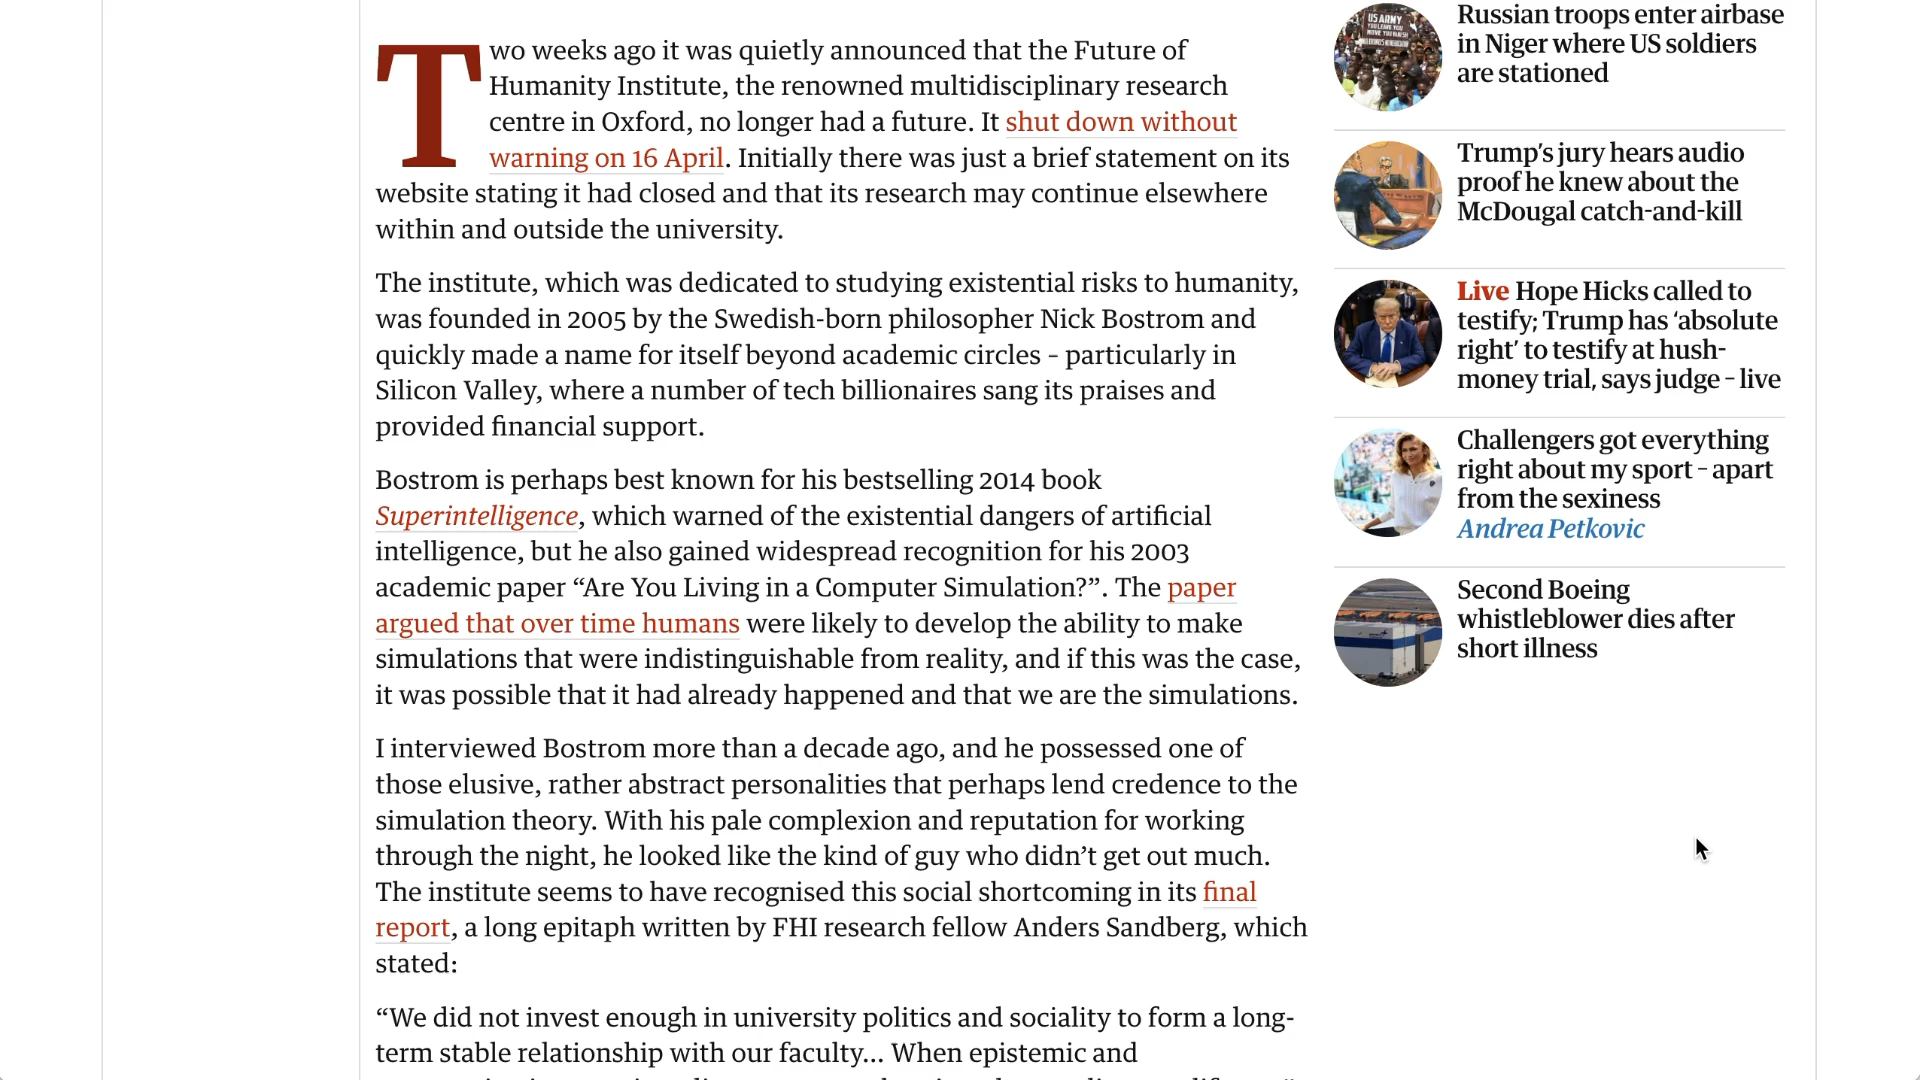 Two weeks ago it was quietly announced that the Future of
Humanity Institute, the renowned multidisciplinary research
centre in Oxford, no longer had a future. It shut down without
warning on 16 April. Initially there was just a brief statement on its
website stating it had closed and that its research may continue elsewhere
within and outside the university.
The institute, which was dedicated to studying existential risks to humanity,
was founded in 2005 by the Swedish-born philosopher Nick Bostrom and
quickly made a name for itself beyond academic circles – particularly in
Silicon Valley, where a number of tech billionaires sang its praises and
provided financial support.
Bostrom is perhaps best known for his bestselling 2014 book
Superintelligence, which warned of the existential dangers of artificial
intelligence, but he also gained widespread recognition for his 2003
academic paper “Are You Living in a Computer Simulation?”. The paper
argued that over time humans were likely to develop the ability to make
simulations that were indistinguishable from reality, and if this was the case,
it was possible that it had already happened and that we are the simulations.
I interviewed Bostrom more than a decade ago, and he possessed one of
those elusive, rather abstract personalities that perhaps lend credence to the
simulation theory. With his pale complexion and reputation for working
through the night, he looked like the kind of guy who didn’t get out much.
The institute seems to have recognised this social shortcoming in its final
report, a long epitaph written by FHI research fellow Anders Sandberg, which
stated:
“We did not invest enough in university politics and sociality to form a long-
term stable relationship with our faculty… When epistemic and
Russian troops enter airbase
in Niger where US soldiers
are stationed
Trump’s jury hears audio
proof he knew about the
McDougal catch-and-kill
Live Hope Hicks called to
testify; Trump has ‘absolute
right’ to testify at hush-
money trial, says judge – live
Challengers got everything
right about my sport – apart
from the sexiness
Andrea Petkovic
Second Boeing
whistleblower dies after
short illness